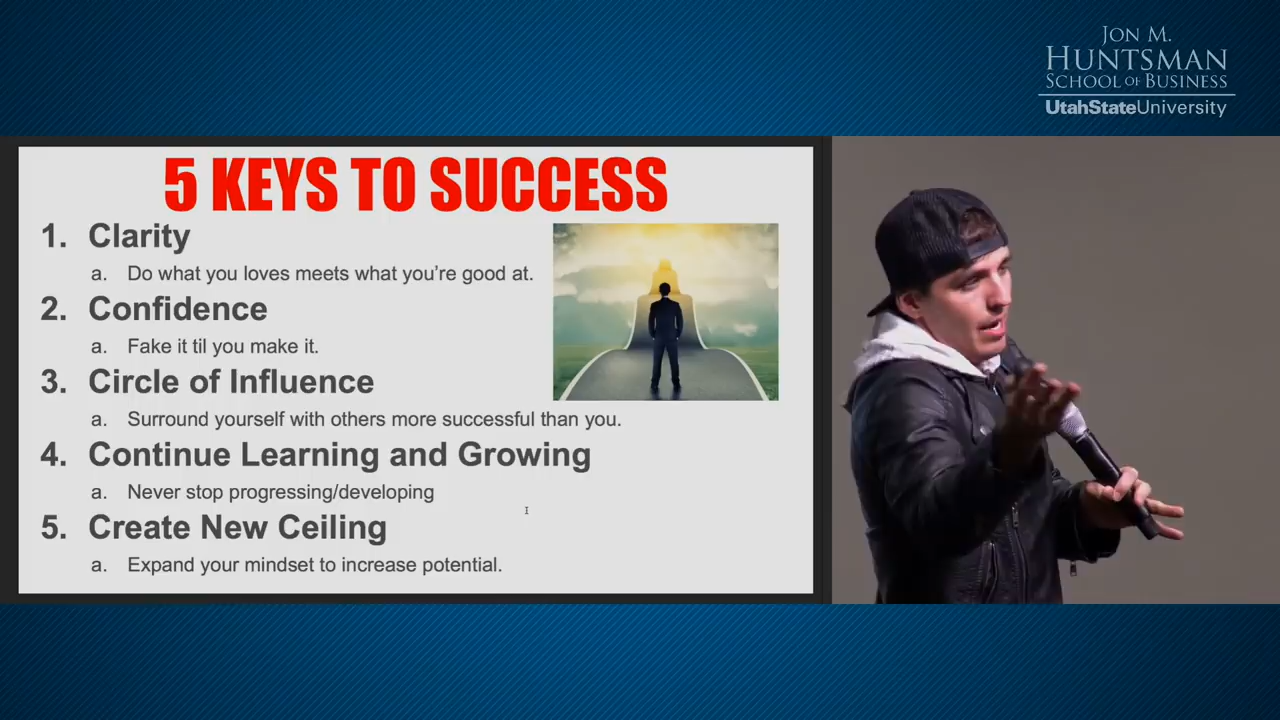 JON M.
HUNTSMAN
SCHOOL OF BUSINESS
UtahStateUniversity
5 KEYS TO SUCCESS
1. Clarity
a. Do what you loves meets what you're good at.
2. Confidence
a. Fake it til you make it.
3. Circle of Influence
a. Surround yourself with others more successful than you.
4. Continue Learning and Growing
a. Never stop progressing/developing
5. Create New Ceiling
a. Expand your mindset to increase potential.